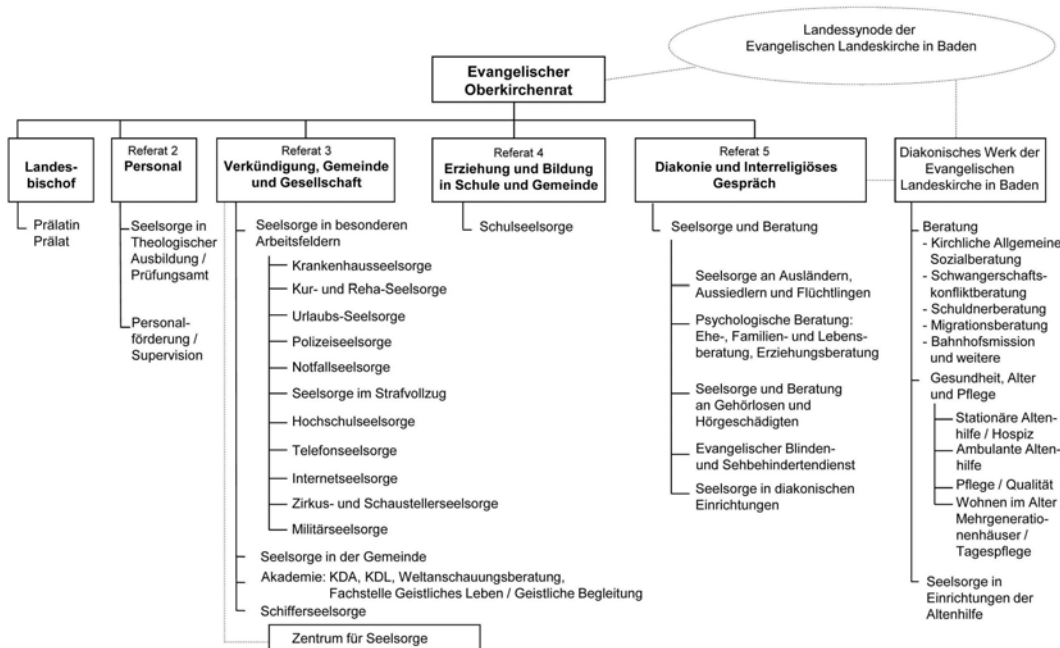 Landessynode der
Evangelischen Landeskirche in Baden
Evangelischer
Oberkirchenrat
Landes-
bischof
Prälatin
Prälat
Referat 2
Personal
Seelsorge in
Theologischer
Ausbildung /
Prüfungsamt
Personal-
förderung /
Supervision
Referat 3
Verkündigung, Gemeinde
und Gesellschaft
Seelsorge in besonderen
Arbeitsfeldern
Krankenhausseelsorge
Kur- und Reha-Seelsorge
Urlaubs-Seelsorge
Polizeiseelsorge
Notfallseelsorge
Seelsorge im Strafvollzug
Hochschulseelsorge
Telefonseelsorge
Internetseelsorge
Zirkus- und Schaustellerseelsorge
Militärseelsorge
Seelsorge in der Gemeinde
Akademie: KDA, KDL, Weltanschauungsberatung,
Fachstelle Geistliches Leben / Geistliche Begleitung
Schifferseelsorge
Zentrum für Seelsorge
Referat 4
Erziehung und Bildung
in Schule und Gemeinde
Schulseelsorge
Referat 5
Diakonie und Interreligiöses
Gespräch
Seelsorge und Beratung
Seelsorge an Ausländern,
Aussiedlern und Flüchtlingen
Psychologische Beratung:
Ehe-, Familien- und Lebens-
beratung, Erziehungsberatung
Seelsorge und Beratung
an Gehörlosen und
Hörgeschädigten
Evangelischer Blinden-
und Sehbehindertendienst
Seelsorge in diakonischen
Einrichtungen
Diakonisches Werk der
Evangelischen
Landeskirche in Baden
Beratung
- Kirchliche Allgemeine
Sozialberatung
- Schwangerschafts-
konfliktberatung
- Schuldnerberatung
- Migrationsberatung
- Bahnhofsmission
und weitere
Gesundheit, Alter
und Pflege
Stationäre Alten-
hilfe / Hospiz
Ambulante Alten-
hilfe
Pflege / Qualität
Wohnen im Alter
Mehrgenerati-
onenhäuser /
Tagespflege
Seelsorge in
Einrichtungen der
Altenhilfe